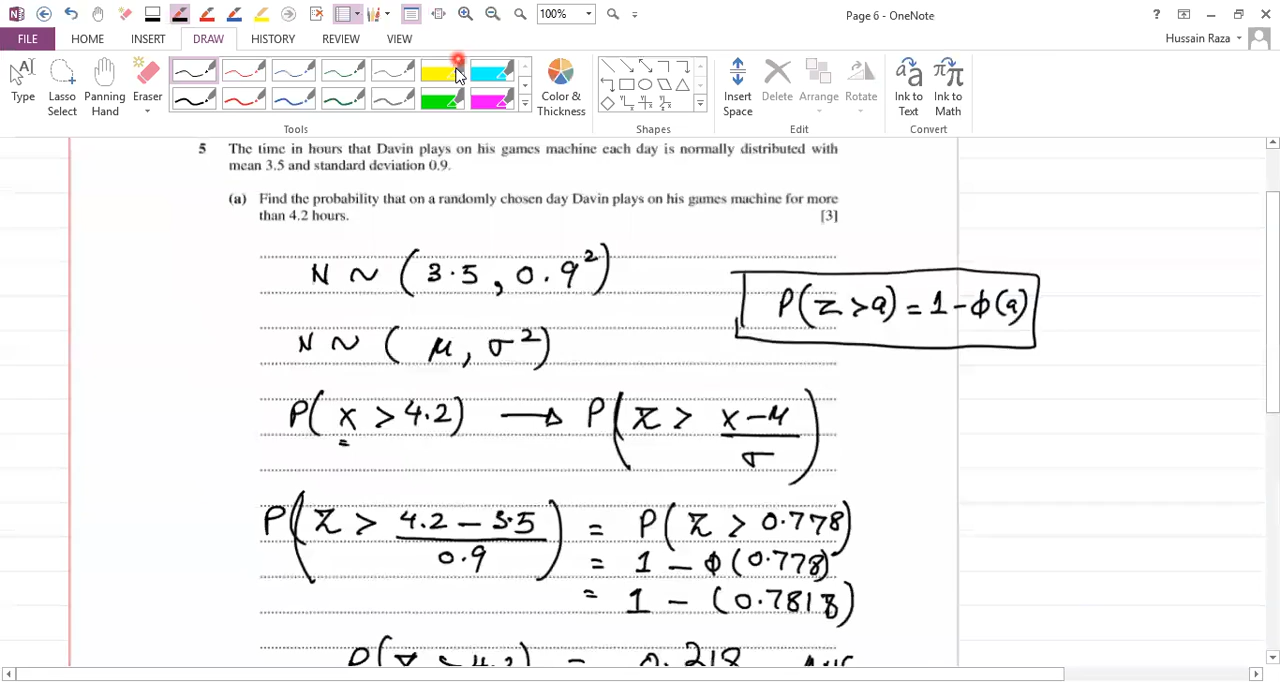 Page 6 - OneNote
100%
?
FILE HOME INSERT DRAW HISTORY REVIEW VIEW
Hussain Raza
Type Lasso Select Panning Hand Eraser Color & Thickness Insert Space Delete Arrange Rotate Ink to Text Ink to Math
Tools Shapes Edit Convert
5 The time in hours that Davin plays on his games machine each day is normally distributed with
mean 3.5 and standard deviation 0.9.
(a) Find the probability that on a randomly chosen day Davin plays on his games machine for more
than 4.2 hours. [3]
N ~ (3.5, 0.9²)
P(Z > a) = 1 - ϕ(a)
N ~ (μ, σ²)
P(x > 4.2) → P(Z > (x - μ)/σ)
P(Z > (4.2 - 3.5)/0.9) = P(Z > 0.778)
= 1 - ϕ(0.778)
= 1 - (0.7818)
= 0.218